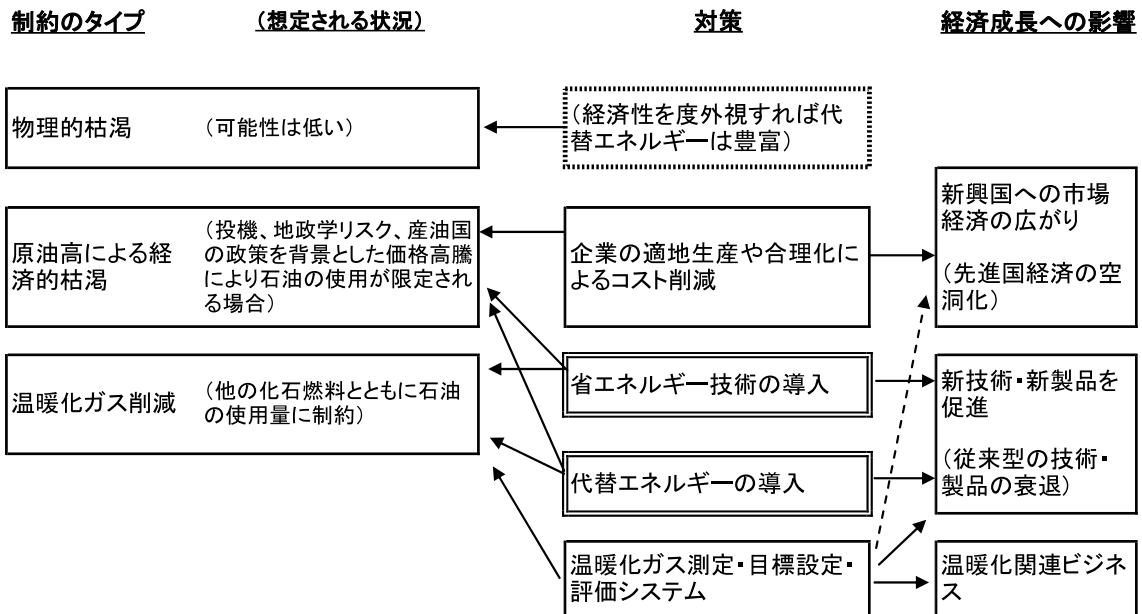 制約のタイプ
（想定される状況）
対策
経済成長への影響
物理的枯渇
（可能性は低い）
（経済性を度外視すれば代
替エネルギーは豊富）
原油高による経
済的枯渇
（投機、地政学リスク、産油国
の政策を背景とした価格高騰
により石油の使用が限定され
る場合）
企業の適地生産や合理化に
よるコスト削減
新興国への市場
経済の広がり
（先進国経済の空
洞化）
温暖化ガス削減
（他の化石燃料とともに石油
の使用量に制約）
省エネルギー技術の導入
新技術・新製品を
促進
（従来型の技術・
製品の衰退）
代替エネルギーの導入
温暖化ガス測定・目標設定・
評価システム
温暖化関連ビジネ
ス